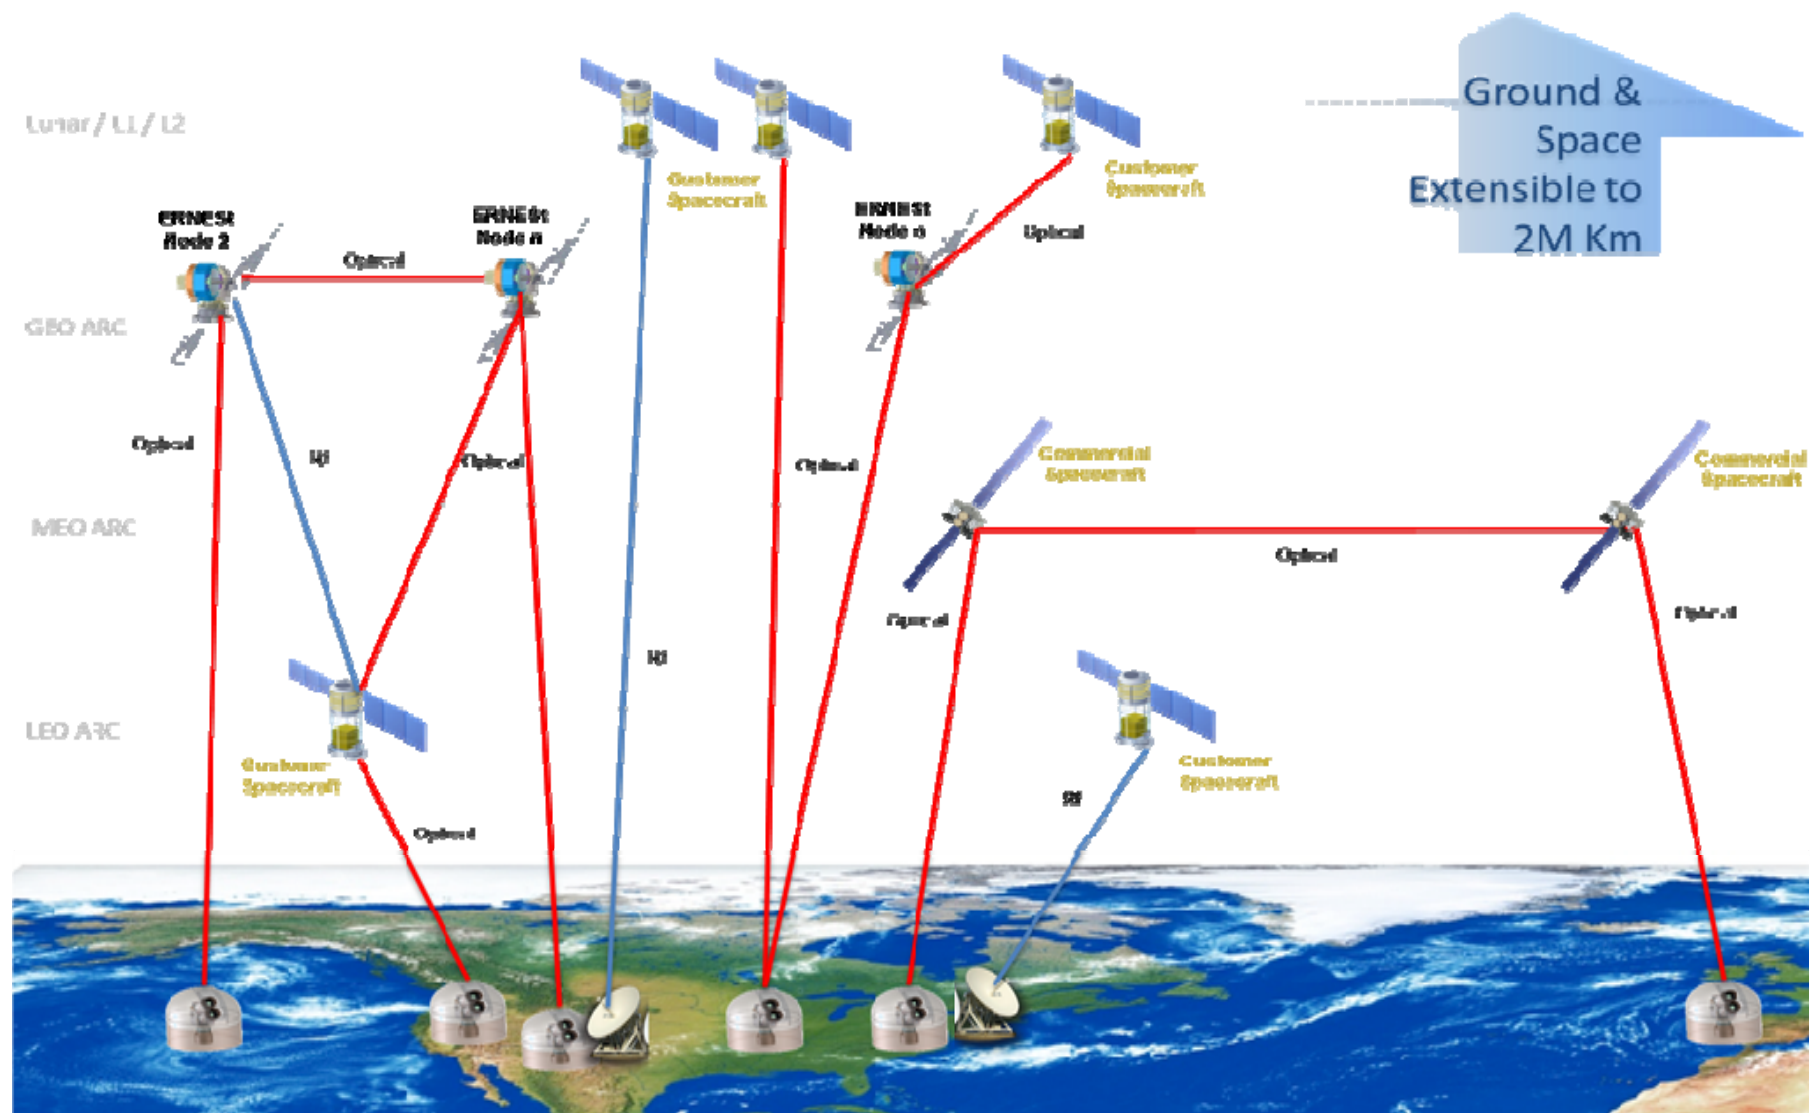 Ground &
Space
Extensible to
2M Km
Lunar / L1 / L2
Customer
Spacecraft
Customer
Spacecraft
ERNESt
Node 2
ERNESt
Node n
ERNESt
Node n
Optical
Optical
GEO ARC
Optical
RF
Optical
Optical
Commercial
Spacecraft
Commercial
Spacecraft
MEO ARC
Optical
Optical
Optical
RF
LEO ARC
Customer
Spacecraft
Customer
Spacecraft
RF
Optical